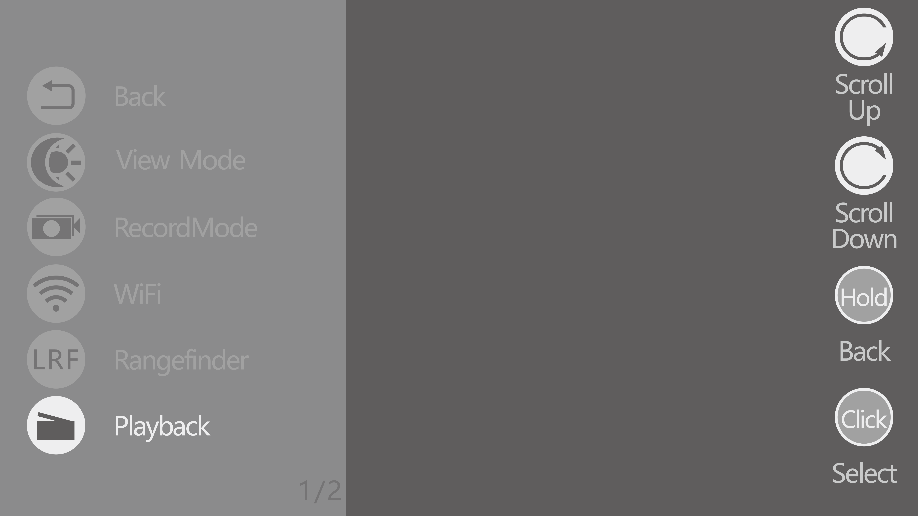 Back
View Mode
RecordMode
WiFi
LRF Rangefinder
Playback
1/2
Scroll
Up
Scroll
Down
Hold
Back
Click
Select